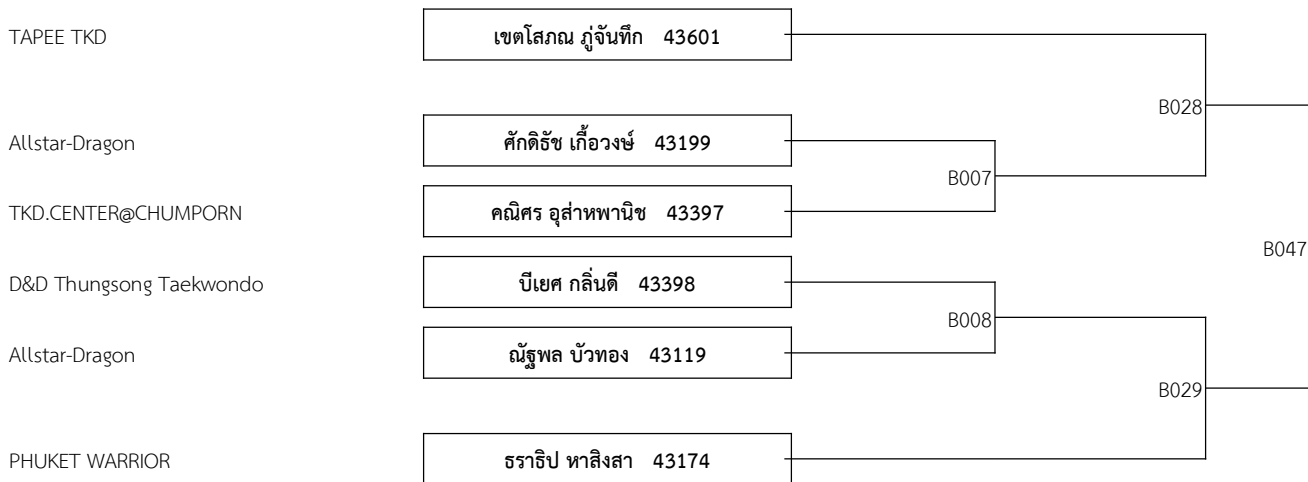 TAPEE TKD เขตโสภณ ภู่จันทึก 43601
B028
Allstar-Dragon ศักดิธัช เกื้อวงษ์ 43199
B007
TKD.CENTER@CHUMPORN คณิศร อุส่าหพานิช 43397
B047
D&D Thungsong Taekwondo บีเยศ กลิ่นดี 43398
B008
Allstar-Dragon ณัฐพล บัวทอง 43119
B029
PHUKET WARRIOR ธราธิป หาสิงสา 43174